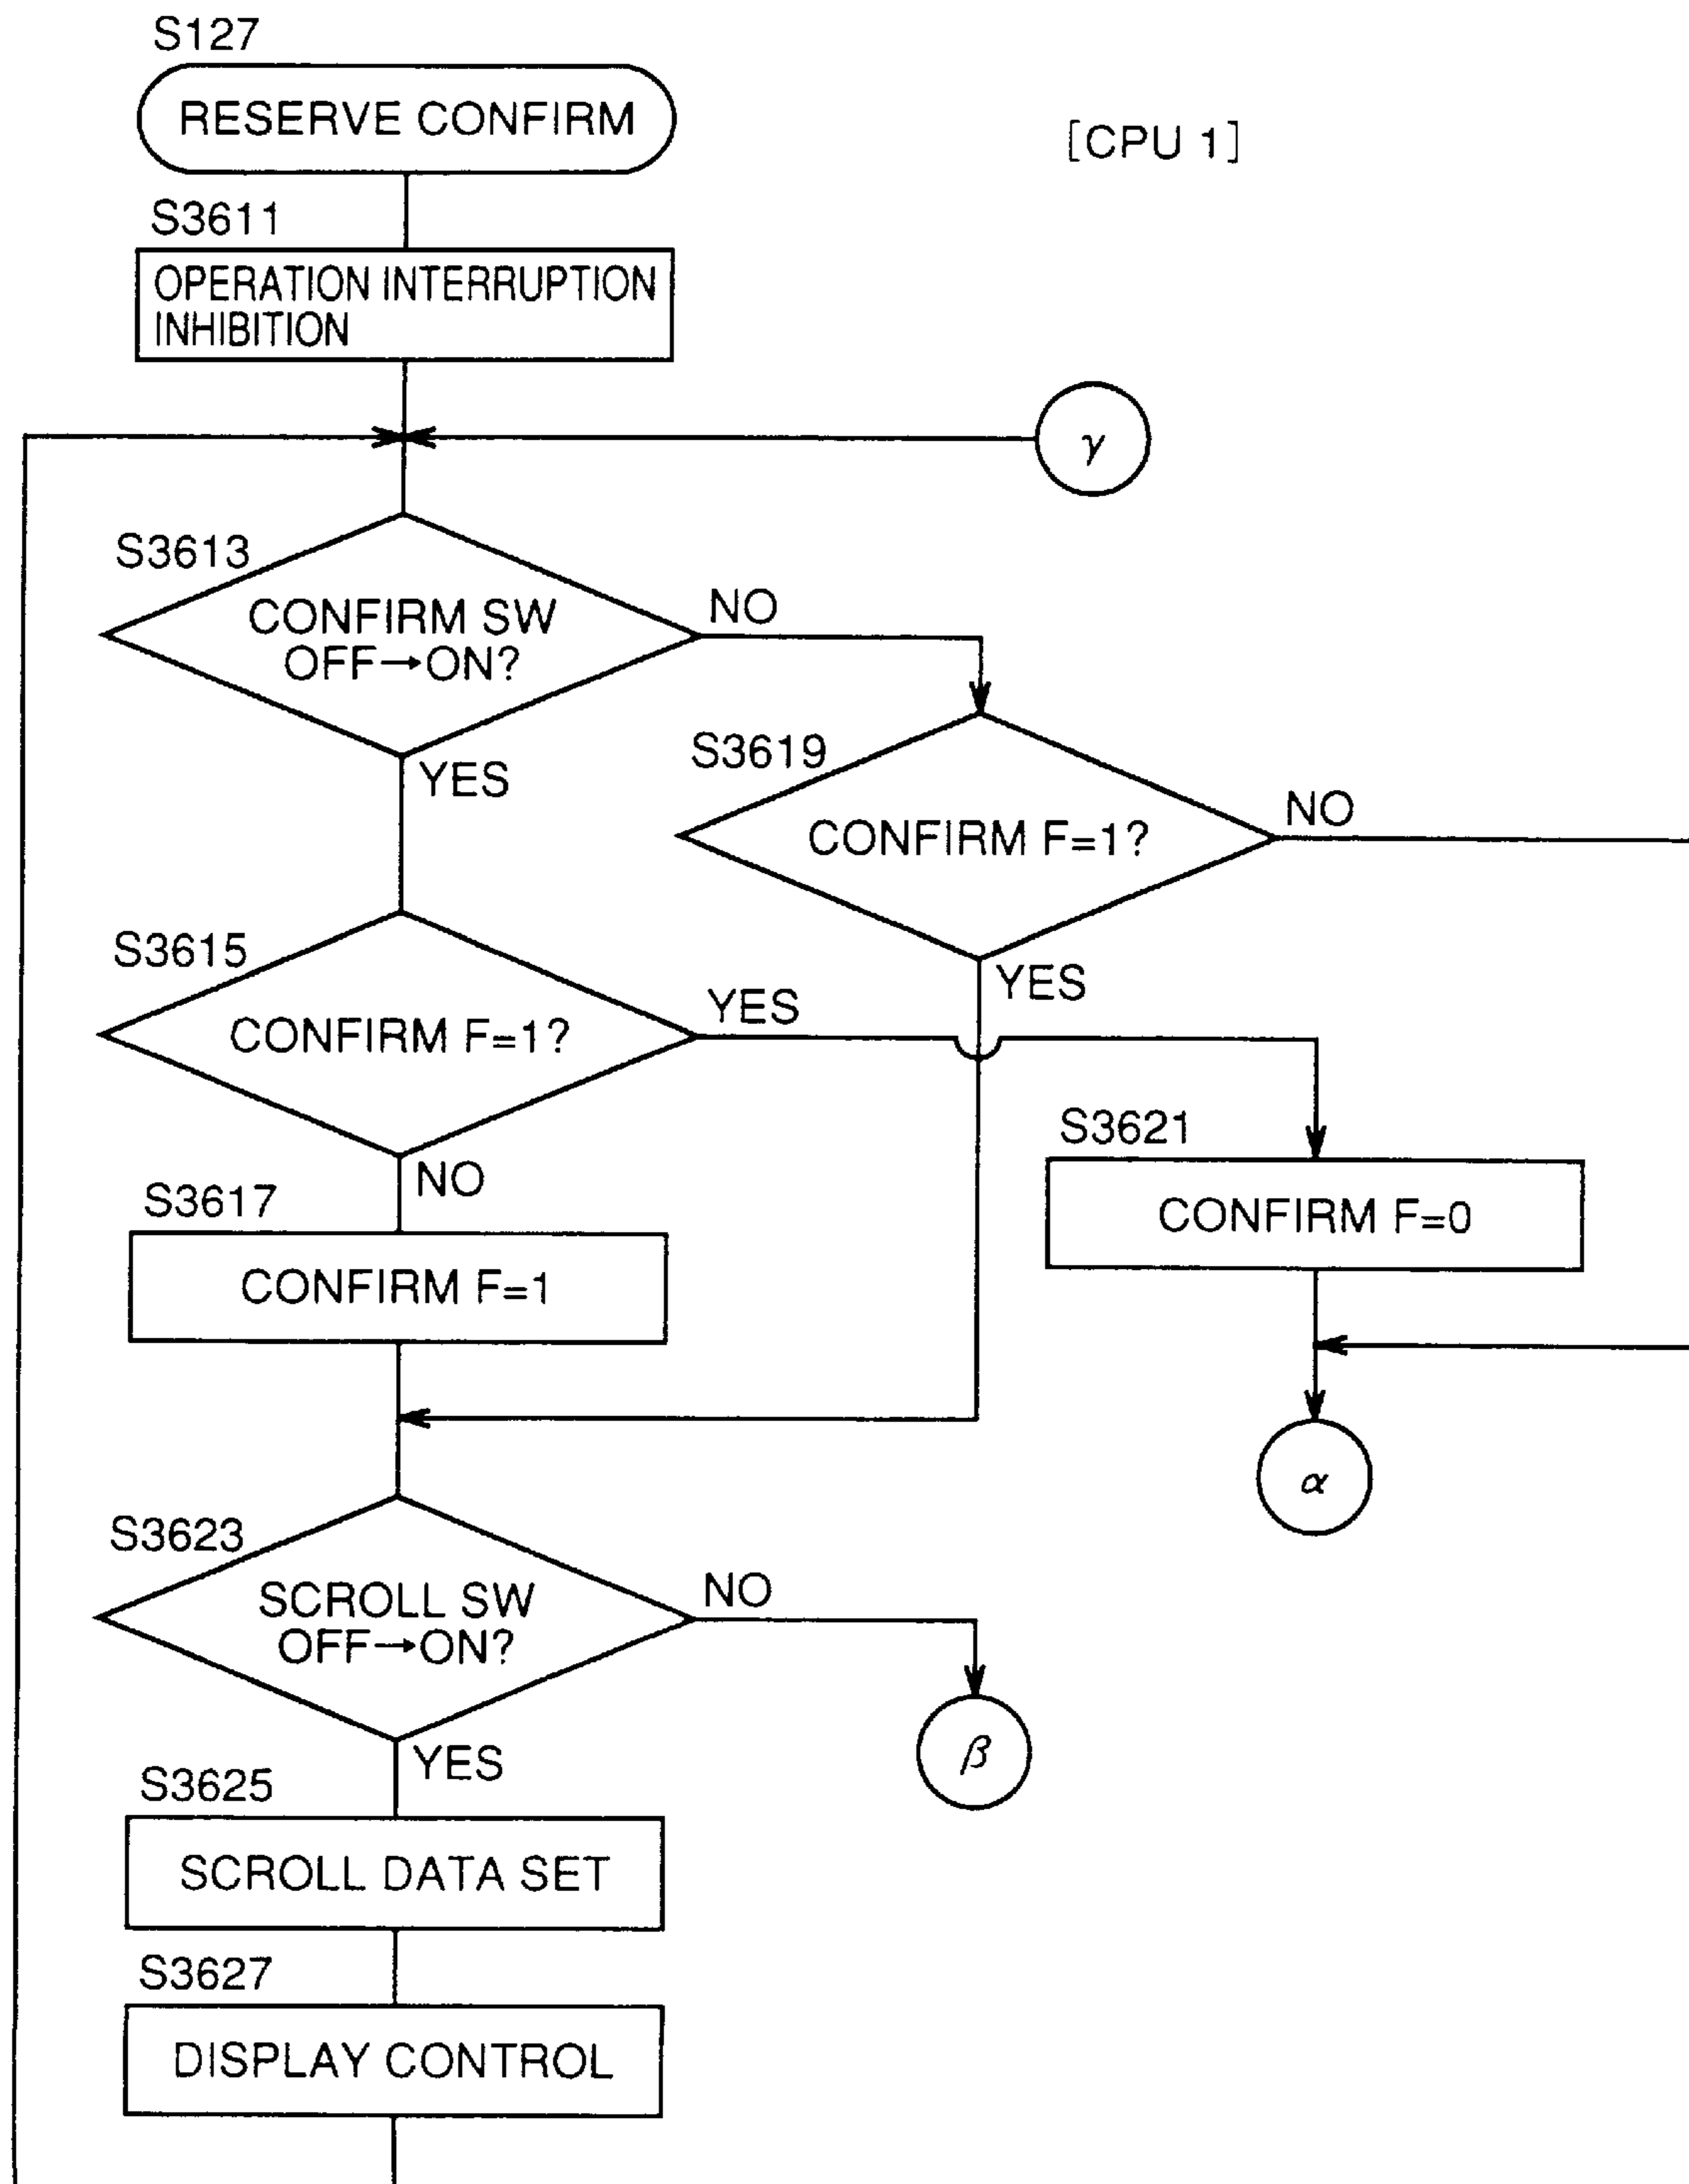 S127
RESERVE CONFIRM
[CPU 1]
S3611
OPERATION INTERRUPTION
INHIBITION
γ
S3613
CONFIRM SW
OFF→ON?
NO
YES
S3619
CONFIRM F=1?
NO
YES
S3615
CONFIRM F=1?
YES
NO
S3621
CONFIRM F=0
S3617
CONFIRM F=1
α
S3623
SCROLL SW
OFF→ON?
NO
YES
β
S3625
SCROLL DATA SET
S3627
DISPLAY CONTROL